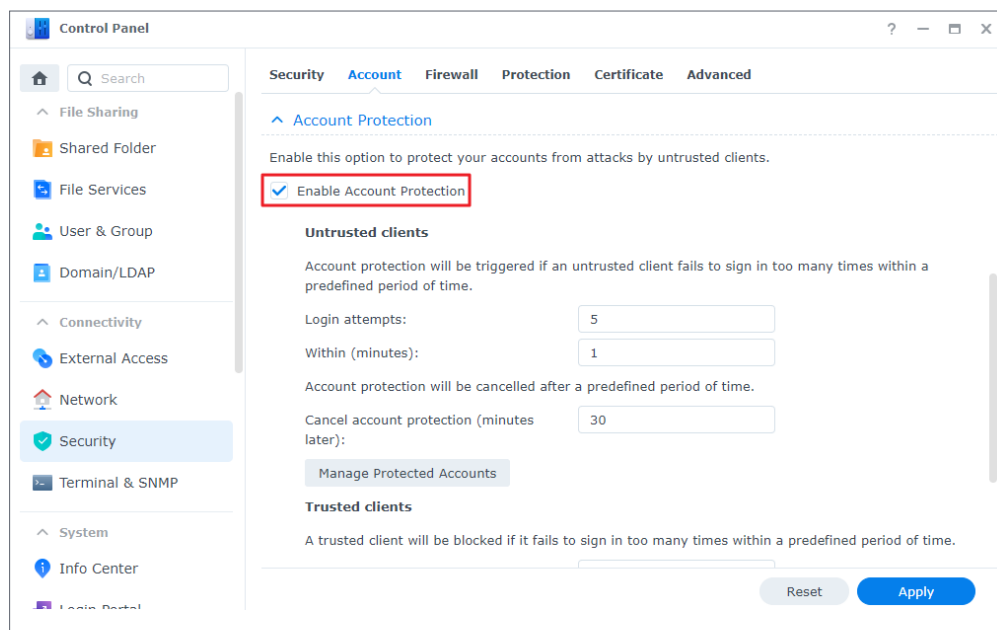 Control Panel
?
Search
File Sharing
Shared Folder
File Services
User & Group
Domain/LDAP
Connectivity
External Access
Network
Security
Terminal & SNMP
System
Info Center
Login Portal
Security Account Firewall Protection Certificate Advanced
Account Protection
Enable this option to protect your accounts from attacks by untrusted clients.
Enable Account Protection
Untrusted clients
Account protection will be triggered if an untrusted client fails to sign in too many times within a
predefined period of time.
Login attempts: 5
Within (minutes): 1
Account protection will be cancelled after a predefined period of time.
Cancel account protection (minutes 30
later):
Manage Protected Accounts
Trusted clients
A trusted client will be blocked if it fails to sign in too many times within a predefined period of time.
Reset Apply